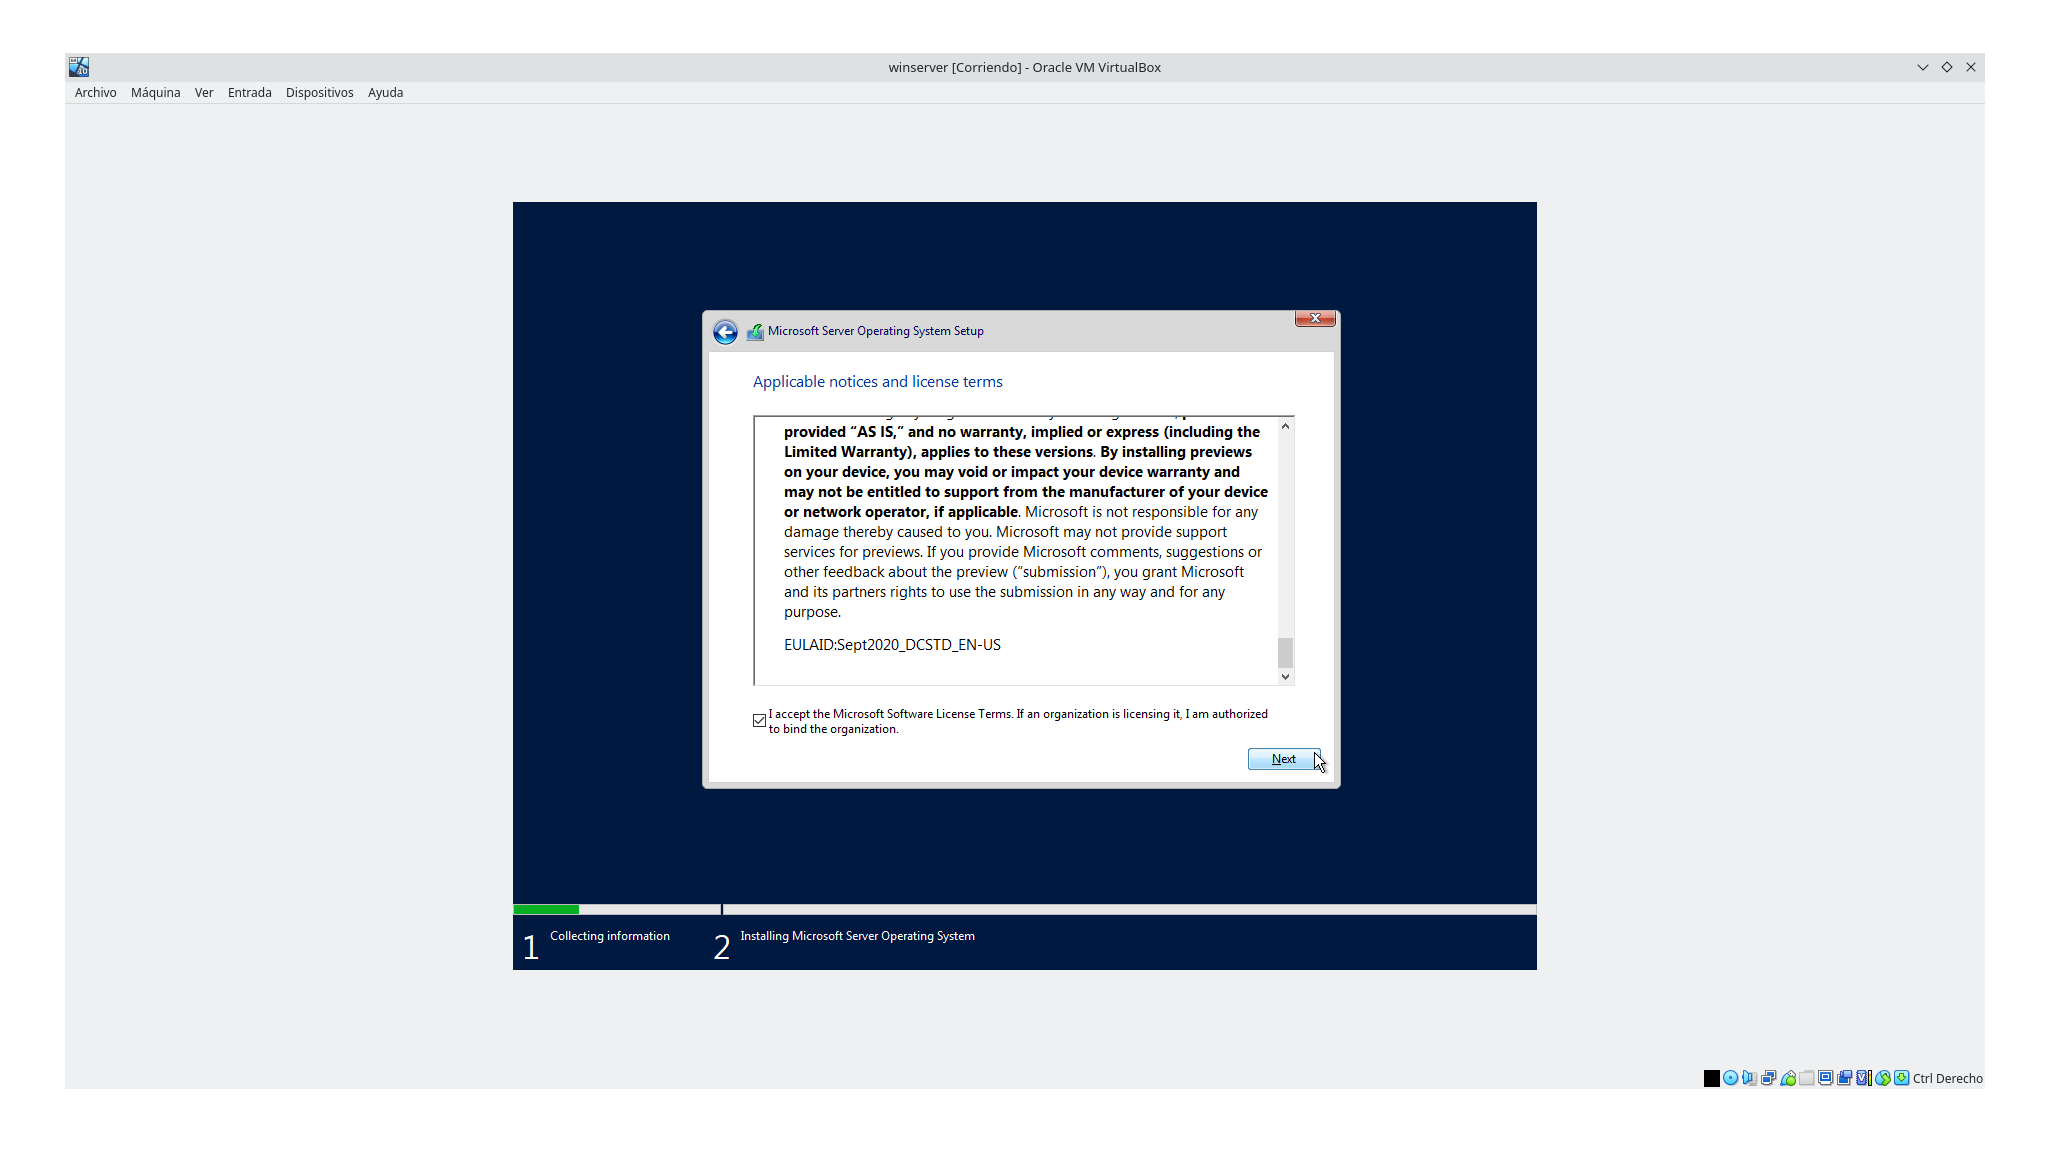 winserver [Corriendo] - Oracle VM VirtualBox
Archivo Máquina Ver Entrada Dispositivos Ayuda
Microsoft Server Operating System Setup
Applicable notices and license terms
provided “AS IS,” and no warranty, implied or express (including the
Limited Warranty), applies to these versions. By installing previews
on your device, you may void or impact your device warranty and
may not be entitled to support from the manufacturer of your device
or network operator, if applicable. Microsoft is not responsible for any
damage thereby caused to you. Microsoft may not provide support
services for previews. If you provide Microsoft comments, suggestions or
other feedback about the preview (“submission”), you grant Microsoft
and its partners rights to use the submission in any way and for any
purpose.
EULAID:Sept2020_DCSTD_EN-US
I accept the Microsoft Software License Terms. If an organization is licensing it, I am authorized
to bind the organization.
Next
1 Collecting information
2 Installing Microsoft Server Operating System
Ctrl Derecho